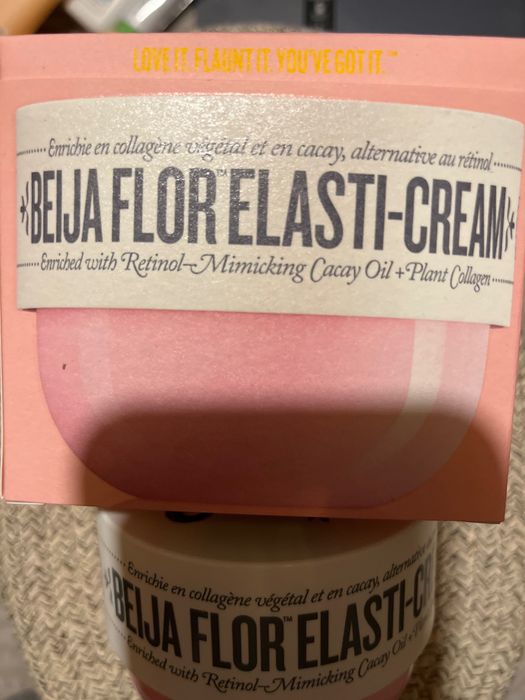 LOVE IT. FLAUNT IT. YOU'VE GOT IT.™
Enrichie en collagène végétal et en cacay, alternative au rétinol
BEIJA FLOR™ ELASTI-CREAM
Enriched with Retinol-Mimicking Cacay Oil + Plant Collagen
Enrichie en collagène végétal et en cacay, alternative
BEIJA FLOR™ ELASTI-CR
Enriched with Retinol-Mimicking Cacay Oil +